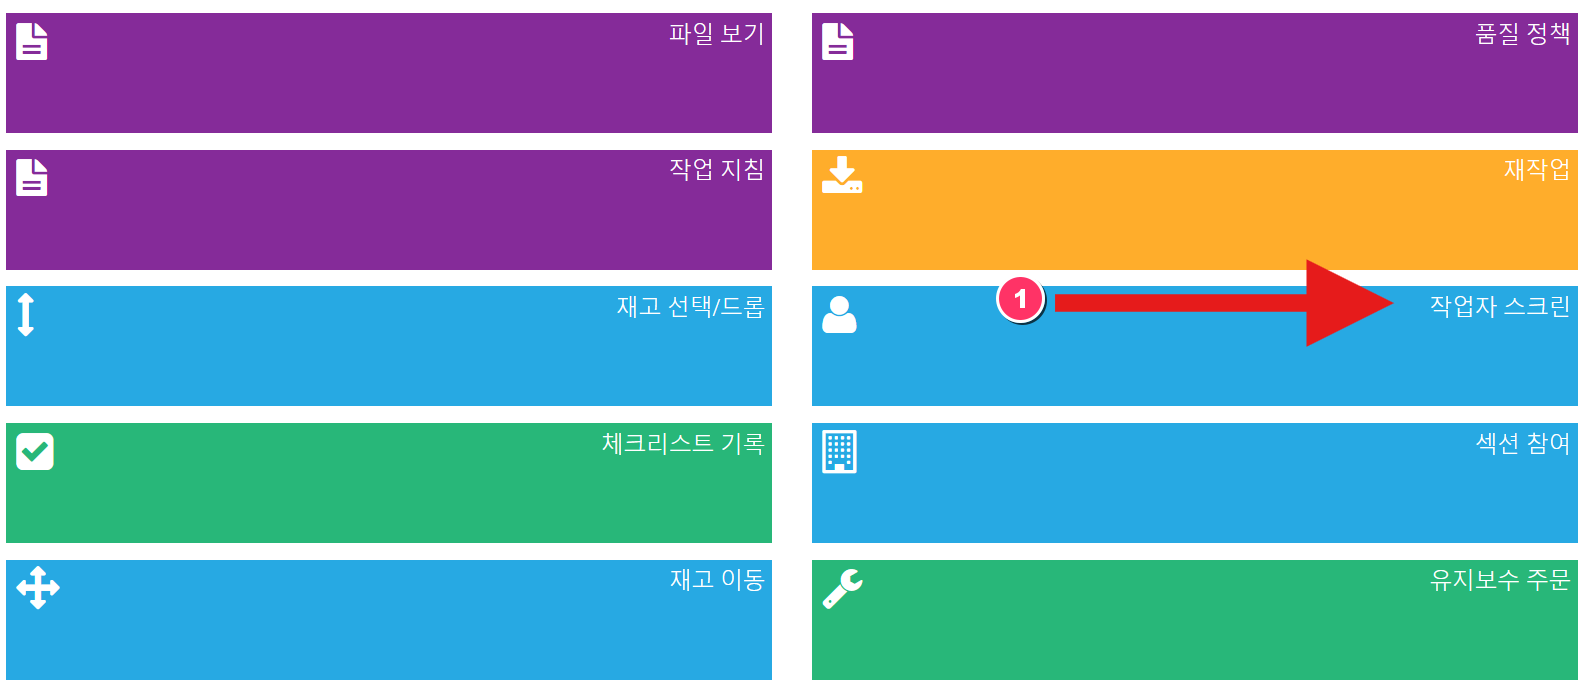 파일 보기
품질 정책
작업 지침
재작업
재고 선택/드롭
1
작업자 스크린
체크리스트 기록
섹션 참여
재고 이동
유지보수 주문